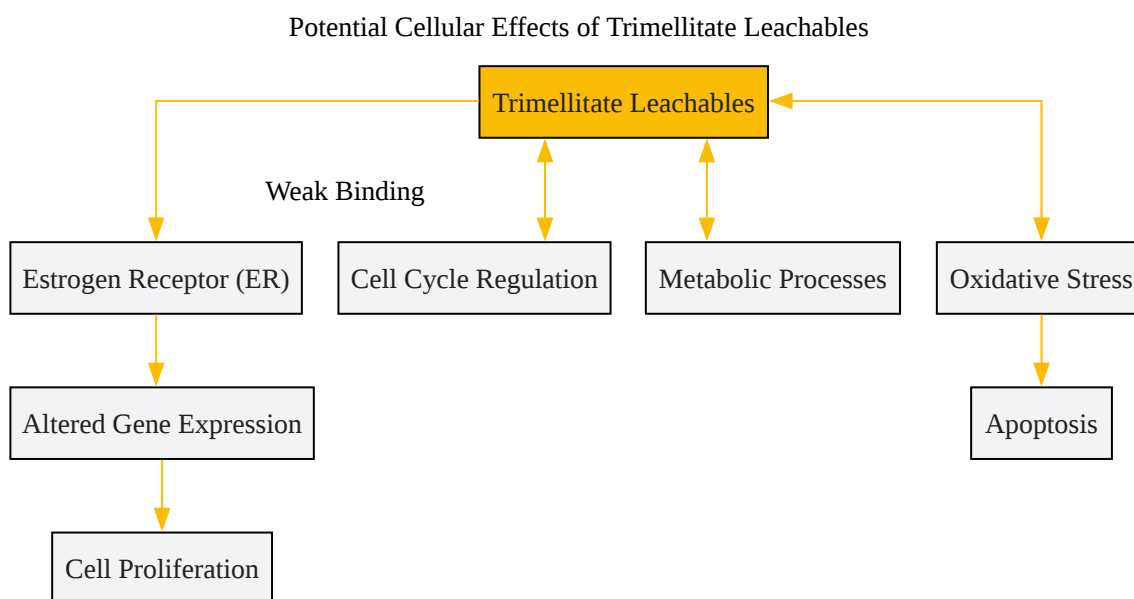 Potential Cellular Effects of Trimellitate Leachables
Trimellitate Leachables
Weak Binding
Estrogen Receptor (ER)
Cell Cycle Regulation
Metabolic Processes
Oxidative Stress
Altered Gene Expression
Apoptosis
Cell Proliferation